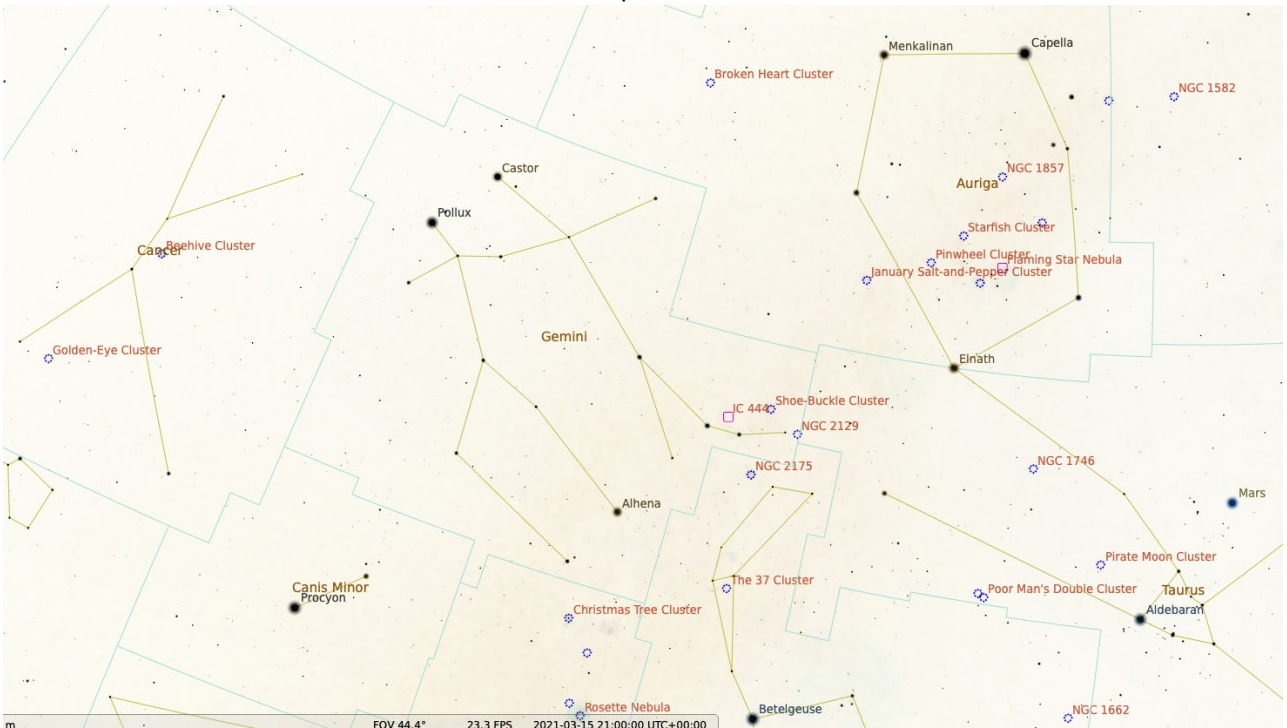 Menkalinan
Capella
Broken Heart Cluster
NGC 1582
Castor
NGC 1857
Auriga
Pollux
Starfish Cluster
Cancer
Beehive Cluster
Pinwheel Cluster
Flaming Star Nebula
January Salt-and-Pepper Cluster
Gemini
Golden-Eye Cluster
Elnath
IC 444
Shoe-Buckle Cluster
NGC 2129
NGC 2175
NGC 1746
Mars
Alhena
Pirate Moon Cluster
Canis Minor
Procyon
The 37 Cluster
Poor Man's Double Cluster
Taurus
Aldebaran
Christmas Tree Cluster
Rosette Nebula
Betelgeuse
NGC 1662
m FOV 44.4° 23.3 FPS 2021-03-15 21:00:00 UTC+00:00